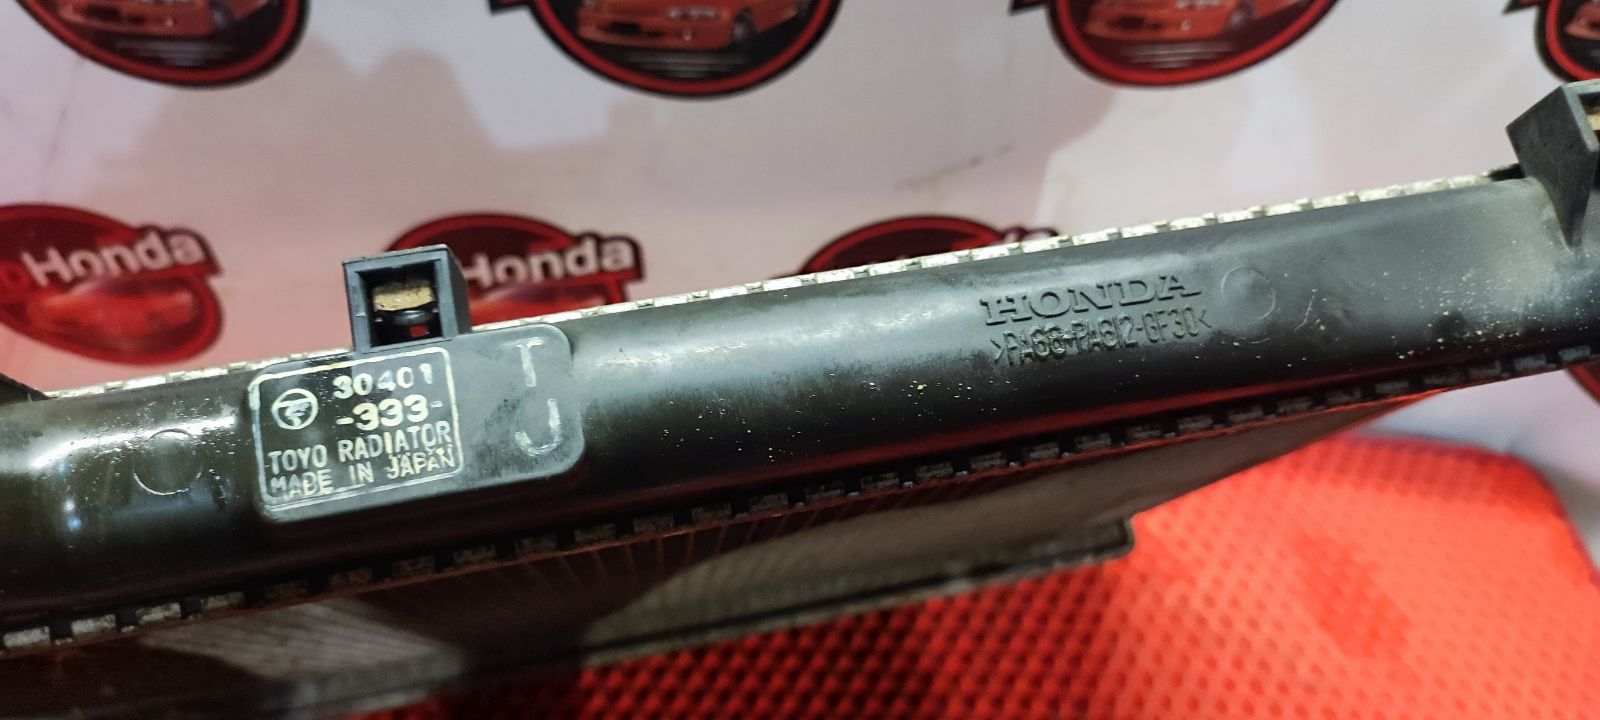 Honda
Honda
HONDA
>PA66+PA612-GF30<
30401
-333-
TOYO RADIATOR
MADE IN JAPAN
T
J